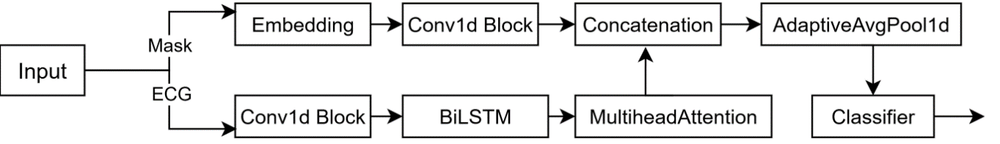 Input
Mask
ECG
Embedding
Conv1d Block
Concatenation
AdaptiveAvgPool1d
Conv1d Block
BiLSTM
MultiheadAttention
Classifier